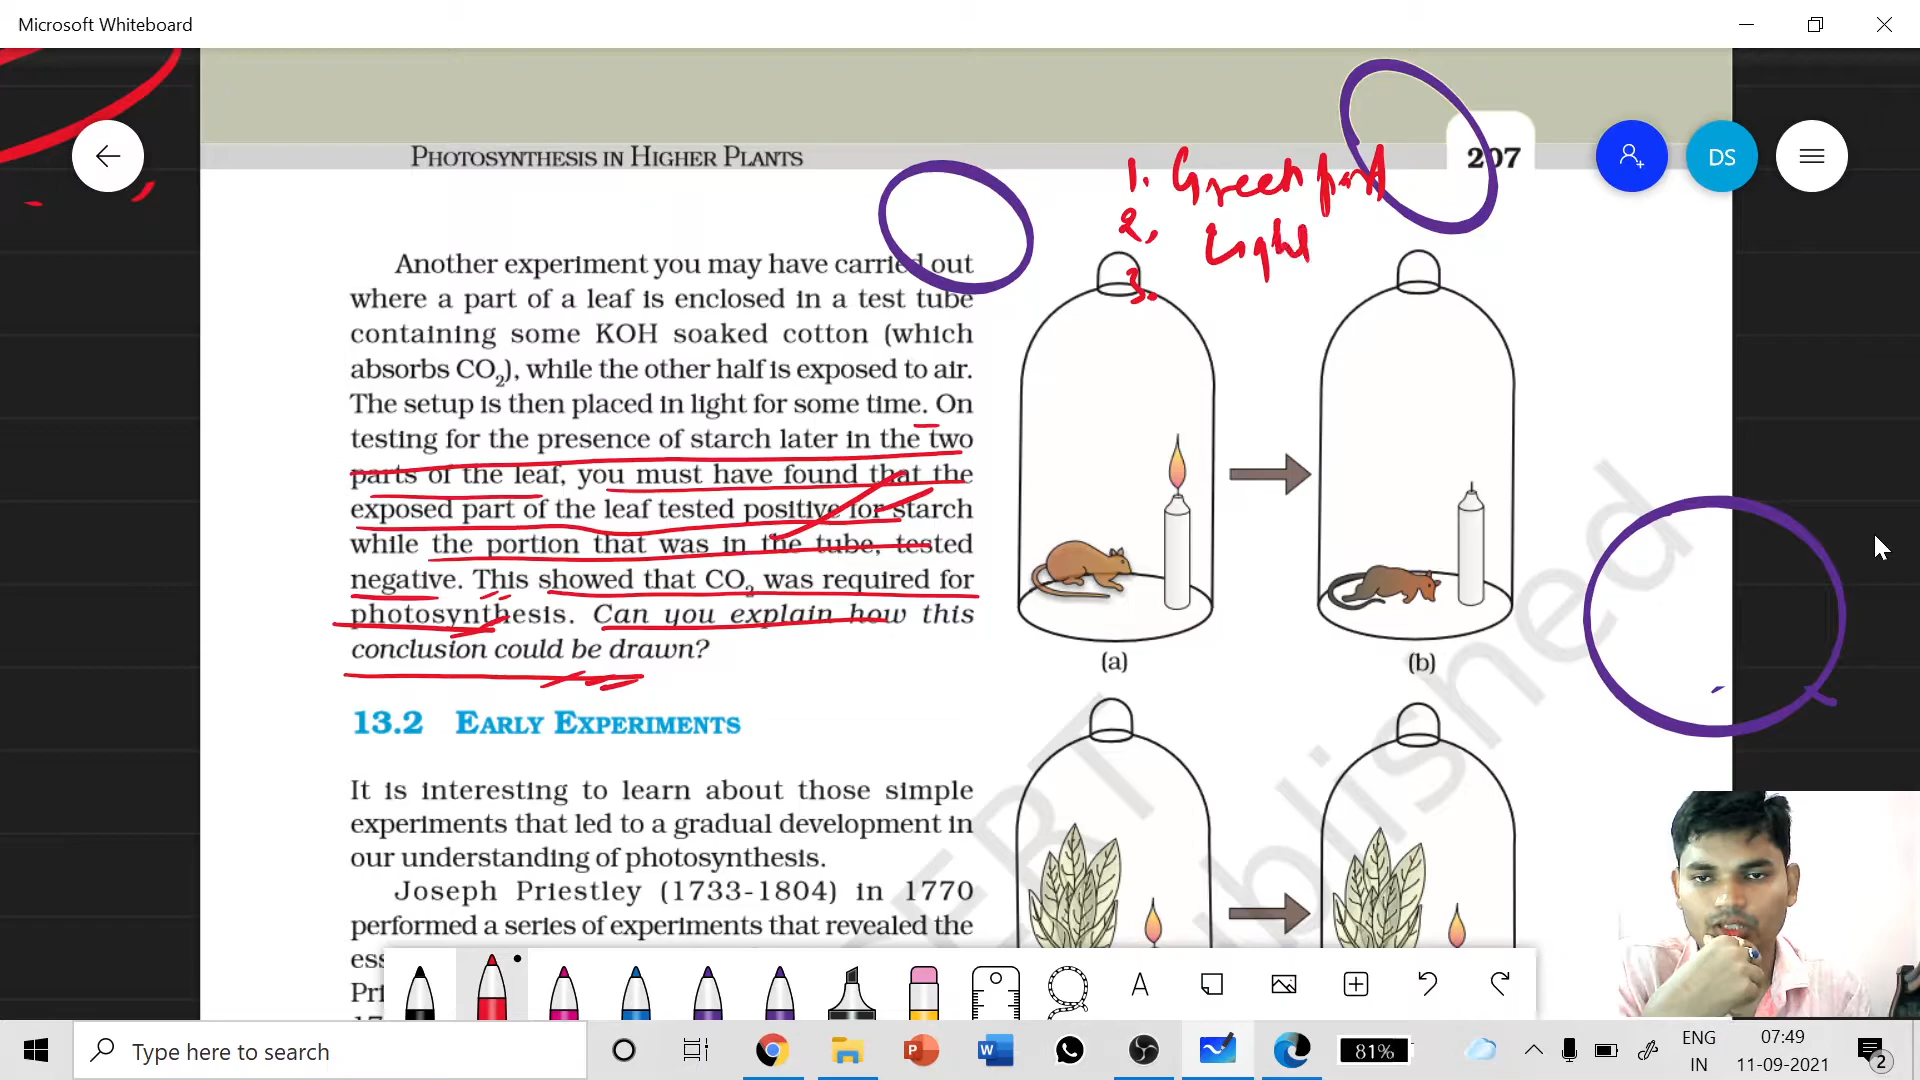 Microsoft Whiteboard
PHOTOSYNTHESIS IN HIGHER PLANTS
207
DS
1. Green part
2. Light
3.
Another experiment you may have carried out
where a part of a leaf is enclosed in a test tube
containing some KOH soaked cotton (which
absorbs CO₂), while the other half is exposed to air.
The setup is then placed in light for some time. On
testing for the presence of starch later in the two
parts of the leaf, you must have found that the
exposed part of the leaf tested positive for starch
while the portion that was in the tube, tested
negative. This showed that CO₂ was required for
photosynthesis. Can you explain how this
conclusion could be drawn?
(a)
(b)
13.2 EARLY EXPERIMENTS
It is interesting to learn about those simple
experiments that led to a gradual development in
our understanding of photosynthesis.
Joseph Priestley (1733-1804) in 1770
performed a series of experiments that revealed the
Type here to search
81%
ENG
IN
07:49
11-09-2021
2